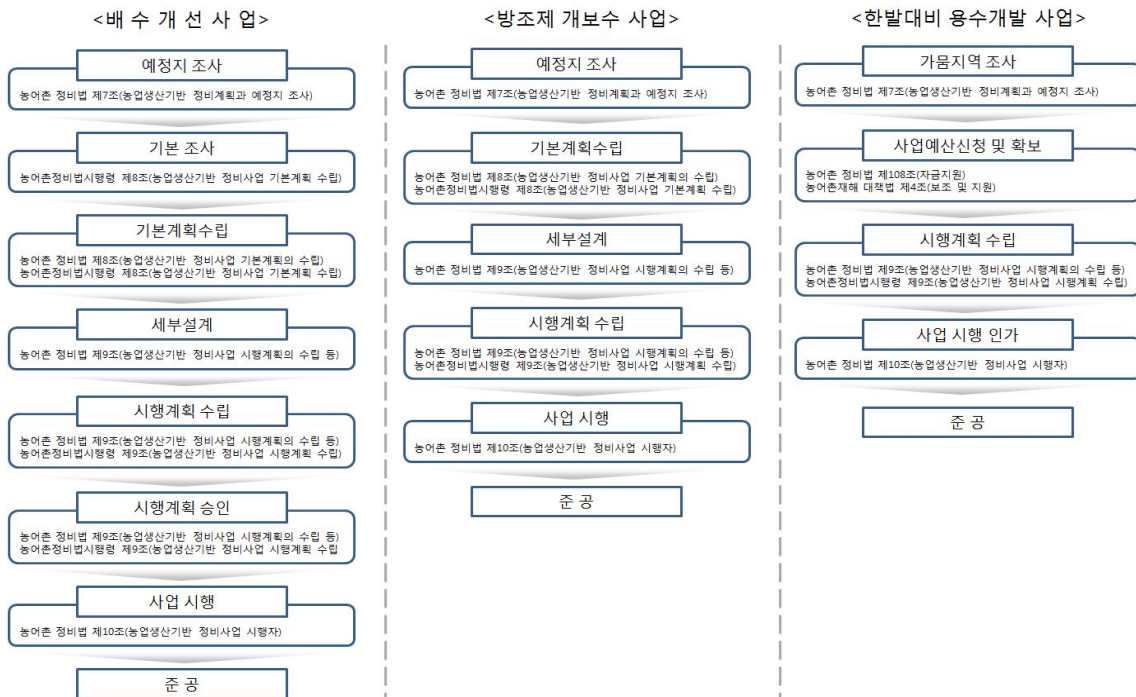 <배 수 개 선 사 업>
예정지 조사
농어촌 정비법 제7조(농업생산기반 정비계획과 예정지 조사)
기본 조사
농어촌정비법시행령 제8조(농업생산기반 정비사업 기본계획 수립)
기본계획수립
농어촌 정비법 제8조(농업생산기반 정비사업 기본계획의 수립)
농어촌정비법시행령 제8조(농업생산기반 정비사업 기본계획 수립)
세부설계
농어촌 정비법 제9조(농업생산기반 정비사업 시행계획의 수립 등)
시행계획 수립
농어촌 정비법 제9조(농업생산기반 정비사업 시행계획의 수립 등)
농어촌정비법시행령 제9조(농업생산기반 정비사업 시행계획 수립)
시행계획 승인
농어촌 정비법 제9조(농업생산기반 정비사업 시행계획의 수립 등)
농어촌정비법시행령 제9조(농업생산기반 정비사업 시행계획 수립
사업 시행
농어촌 정비법 제10조(농업생산기반 정비사업 시행자)
준 공
<방조제 개보수 사업>
예정지 조사
농어촌 정비법 제7조(농업생산기반 정비계획과 예정지 조사)
기본계획수립
농어촌 정비법 제8조(농업생산기반 정비사업 기본계획의 수립)
농어촌정비법시행령 제8조(농업생산기반 정비사업 기본계획 수립)
세부설계
농어촌 정비법 제9조(농업생산기반 정비사업 시행계획의 수립 등)
시행계획 수립
농어촌 정비법 제9조(농업생산기반 정비사업 시행계획의 수립 등)
농어촌정비법시행령 제9조(농업생산기반 정비사업 시행계획 수립)
사업 시행
농어촌 정비법 제10조(농업생산기반 정비사업 시행자)
준 공
<한발대비 용수개발 사업>
가뭄지역 조사
농어촌 정비법 제7조(농업생산기반 정비계획과 예정지 조사)
사업예산신청 및 확보
농어촌 정비법 제108조(자금지원)
농어촌재해 대책법 제4조(보조 및 지원)
시행계획 수립
농어촌 정비법 제9조(농업생산기반 정비사업 시행계획의 수립 등)
농어촌정비법시행령 제9조(농업생산기반 정비사업 시행계획 수립)
사업 시행 인가
농어촌 정비법 제10조(농업생산기반 정비사업 시행자)
준 공